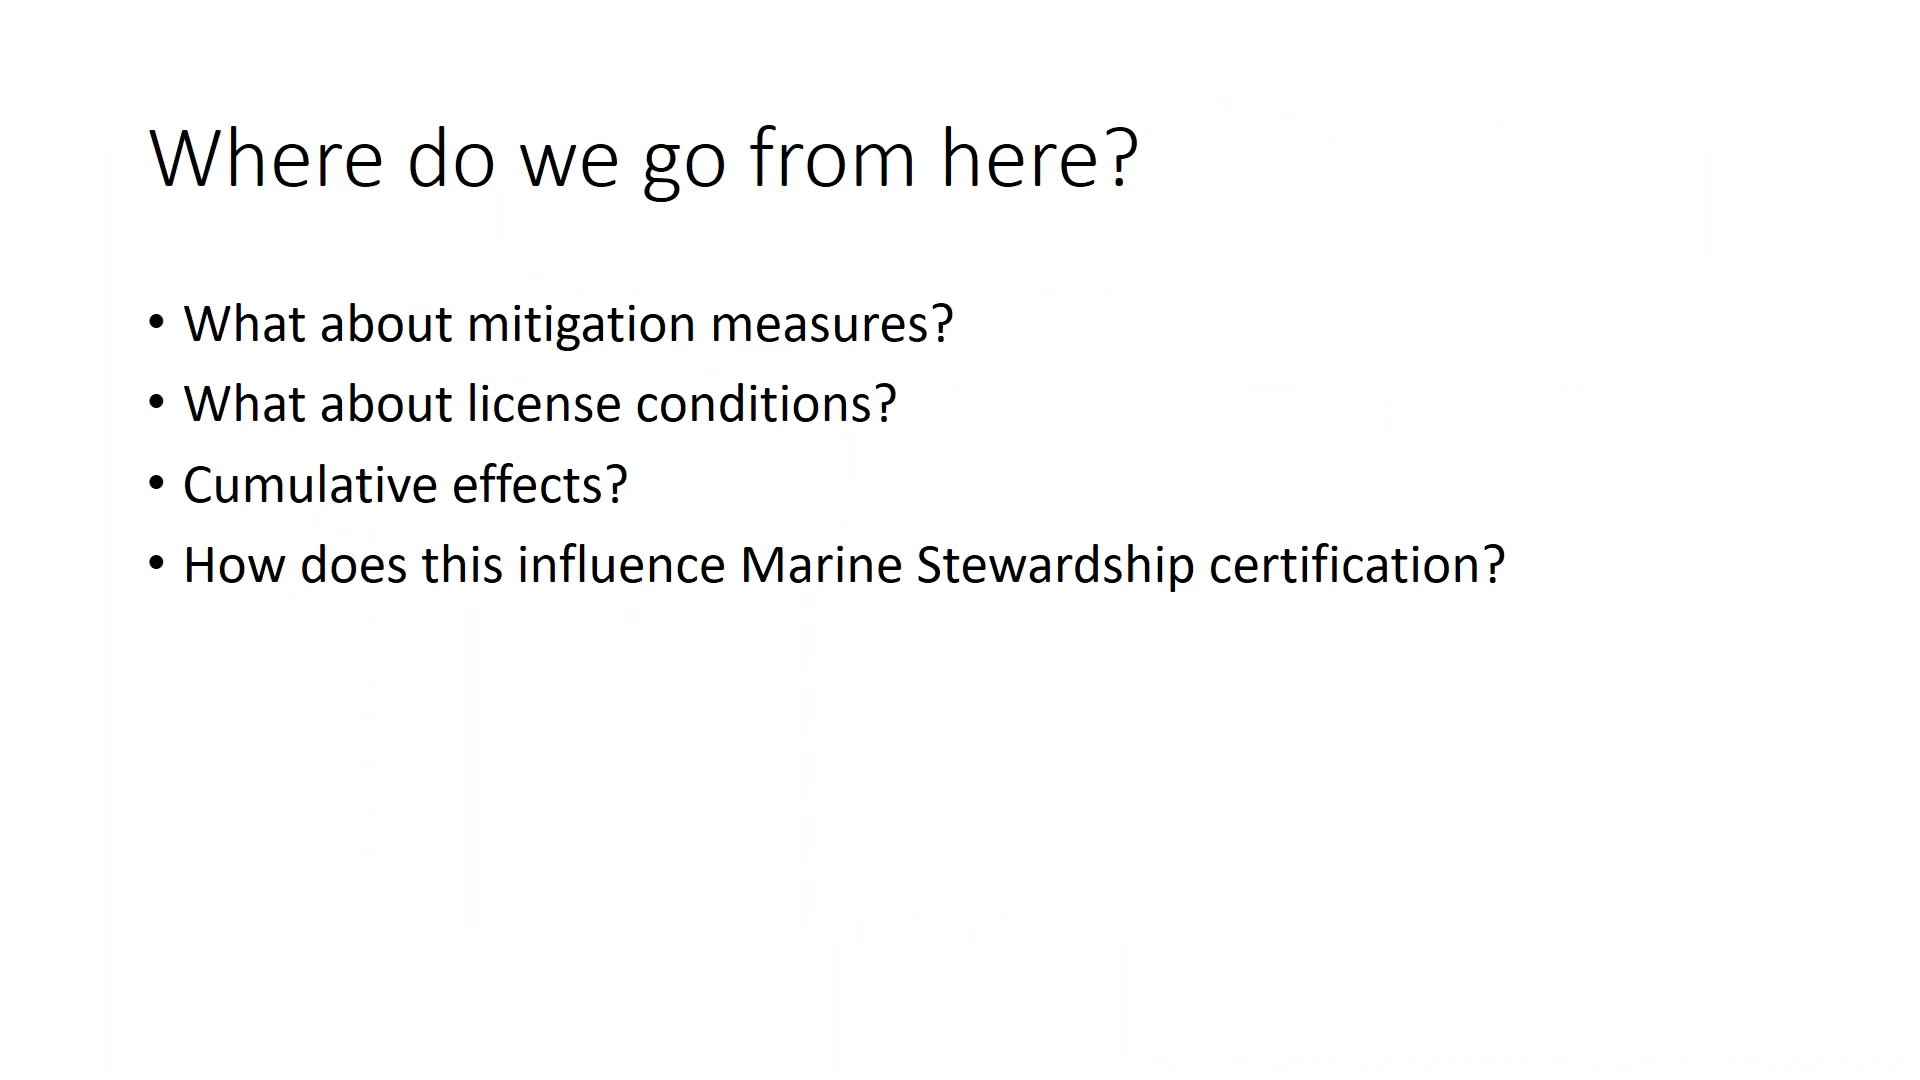 Where do we go from here?
• What about mitigation measures?
• What about license conditions?
• Cumulative effects?
• How does this influence Marine Stewardship certification?